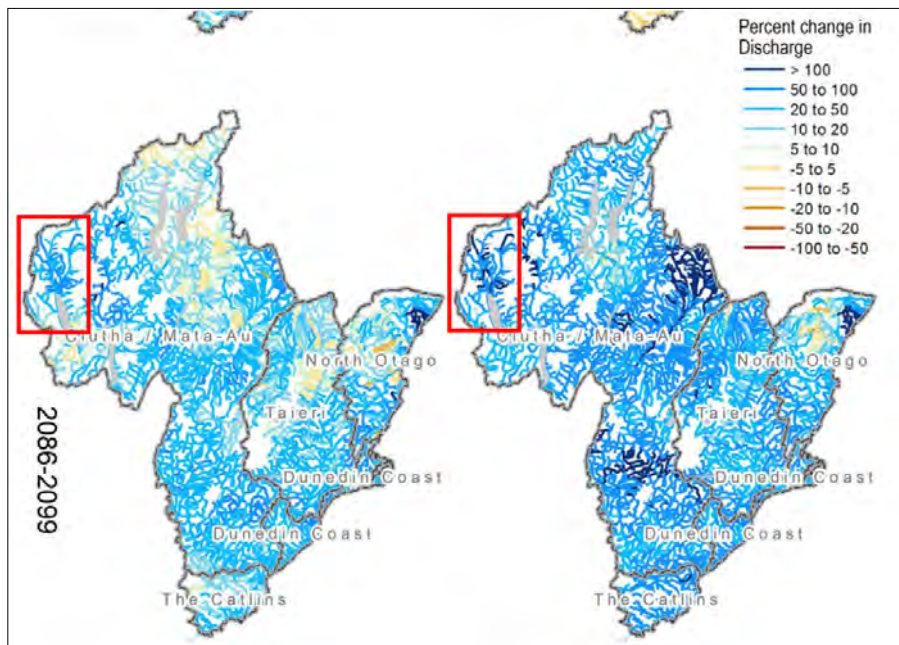 Percent change in
Discharge
> 100
50 to 100
20 to 50
10 to 20
5 to 10
-5 to 5
-10 to -5
-20 to -10
-50 to -20
-100 to -50
Clutha / Mata-Au
North Otago
Taieri
Dunedin Coast
Dunedin Coast
The Catlins
2086-2099
Clutha / Mata-Au
North Otago
Taieri
Dunedin Coast
Dunedin Coast
The Catlins